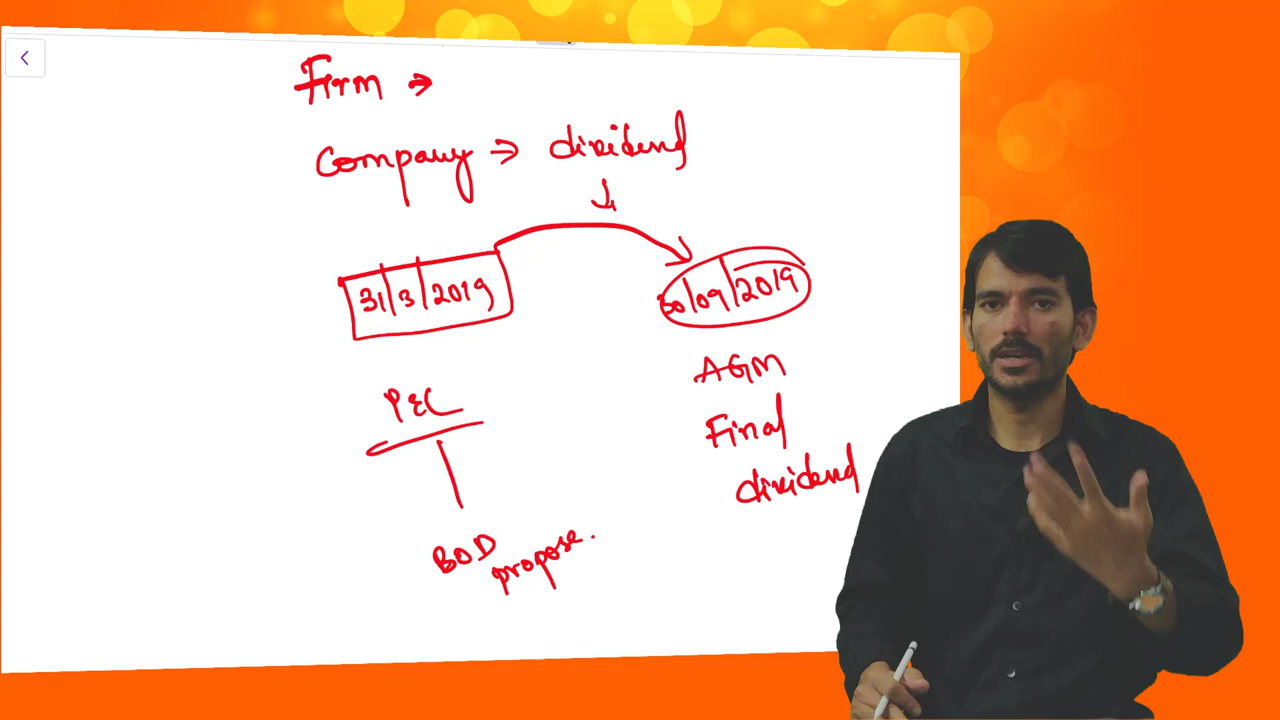 Firm →
Company → dividend
↓
31/3/2019
30/09/2019
P&L
AGM
Final
dividend
BOD
propose.